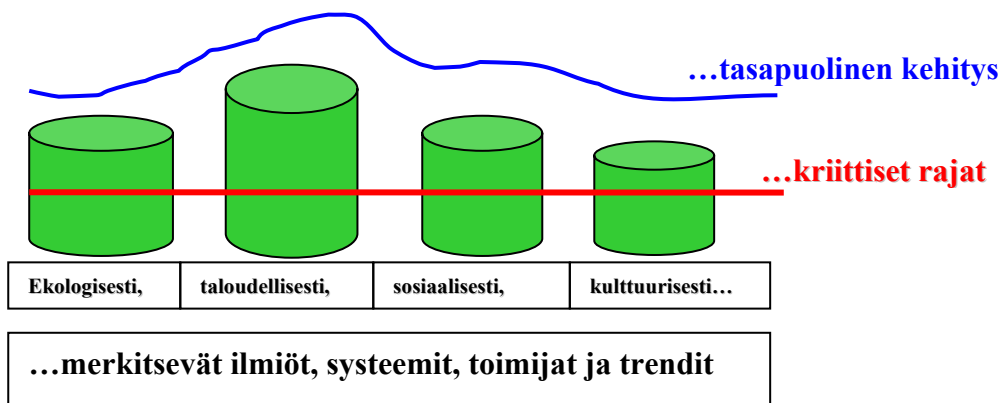 …tasapuolinen kehitys
…kriittiset rajat
Ekologisesti, taloudellisesti, sosiaalisesti, kulttuurisesti…
…merkitsevät ilmiöt, systeemit, toimijat ja trendit